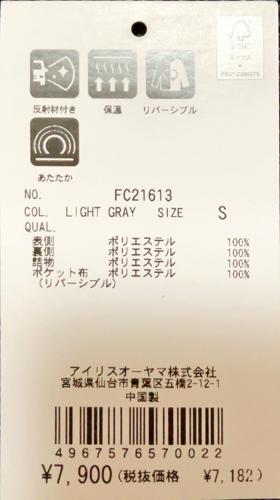 FSC
反射材付き 保温 リバーシブル
あたたか
NO. FC21613
COL. LIGHT GRAY SIZE S
QUAL.
表側 ポリエステル 100%
裏側 ポリエステル 100%
詰物 ポリエステル 100%
ポケット布 ポリエステル 100%
(リバーシブル)
アイリスオーヤマ株式会社
宮城県仙台市青葉区五橋2-12-1
中国製
4967576570022
¥7,900(税抜価格 ¥7,182)